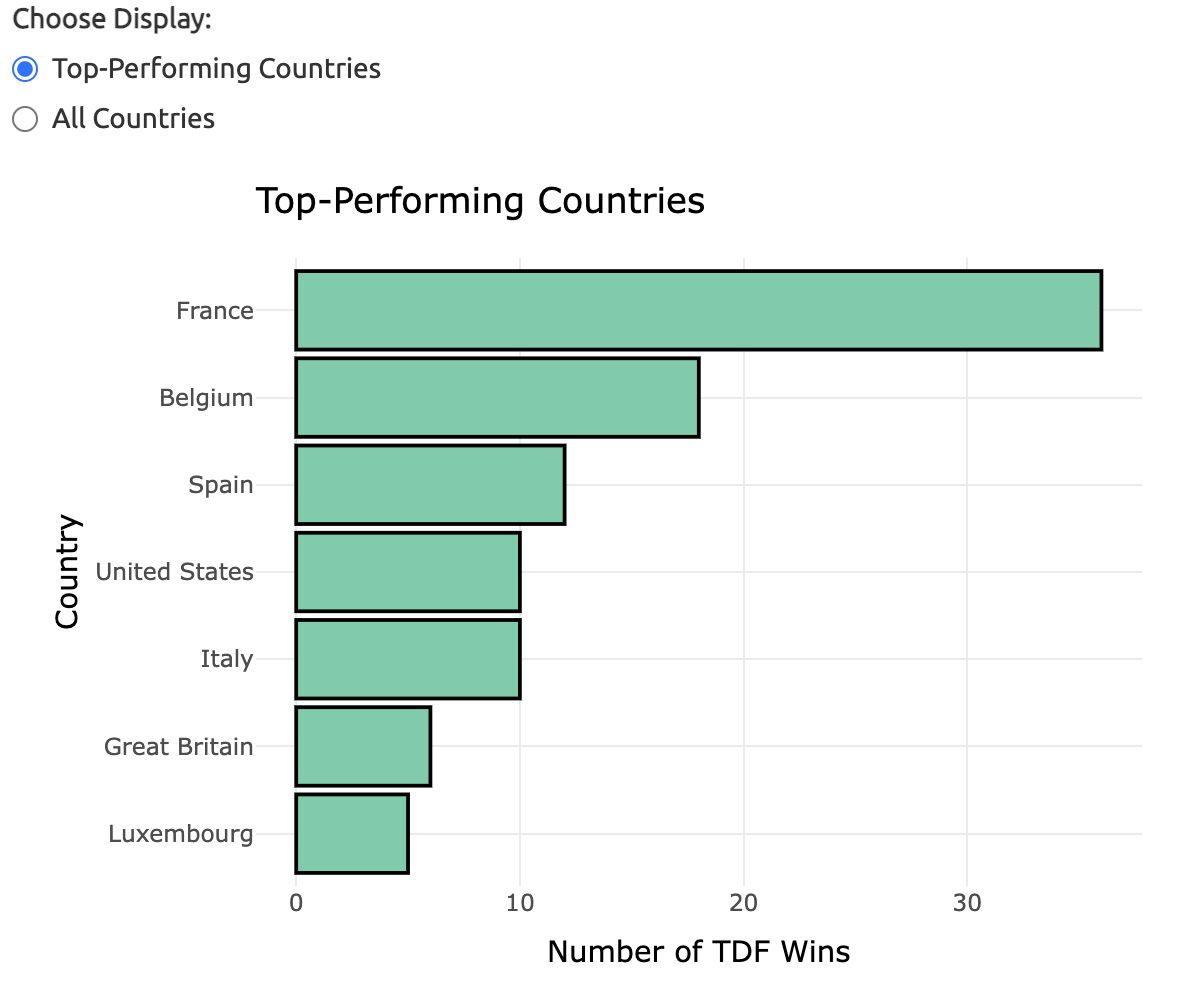 Choose Display:
Top-Performing Countries
All Countries
Top-Performing Countries
France
Belgium
Spain
United States
Italy
Great Britain
Luxembourg
Country
0 10 20 30
Number of TDF Wins